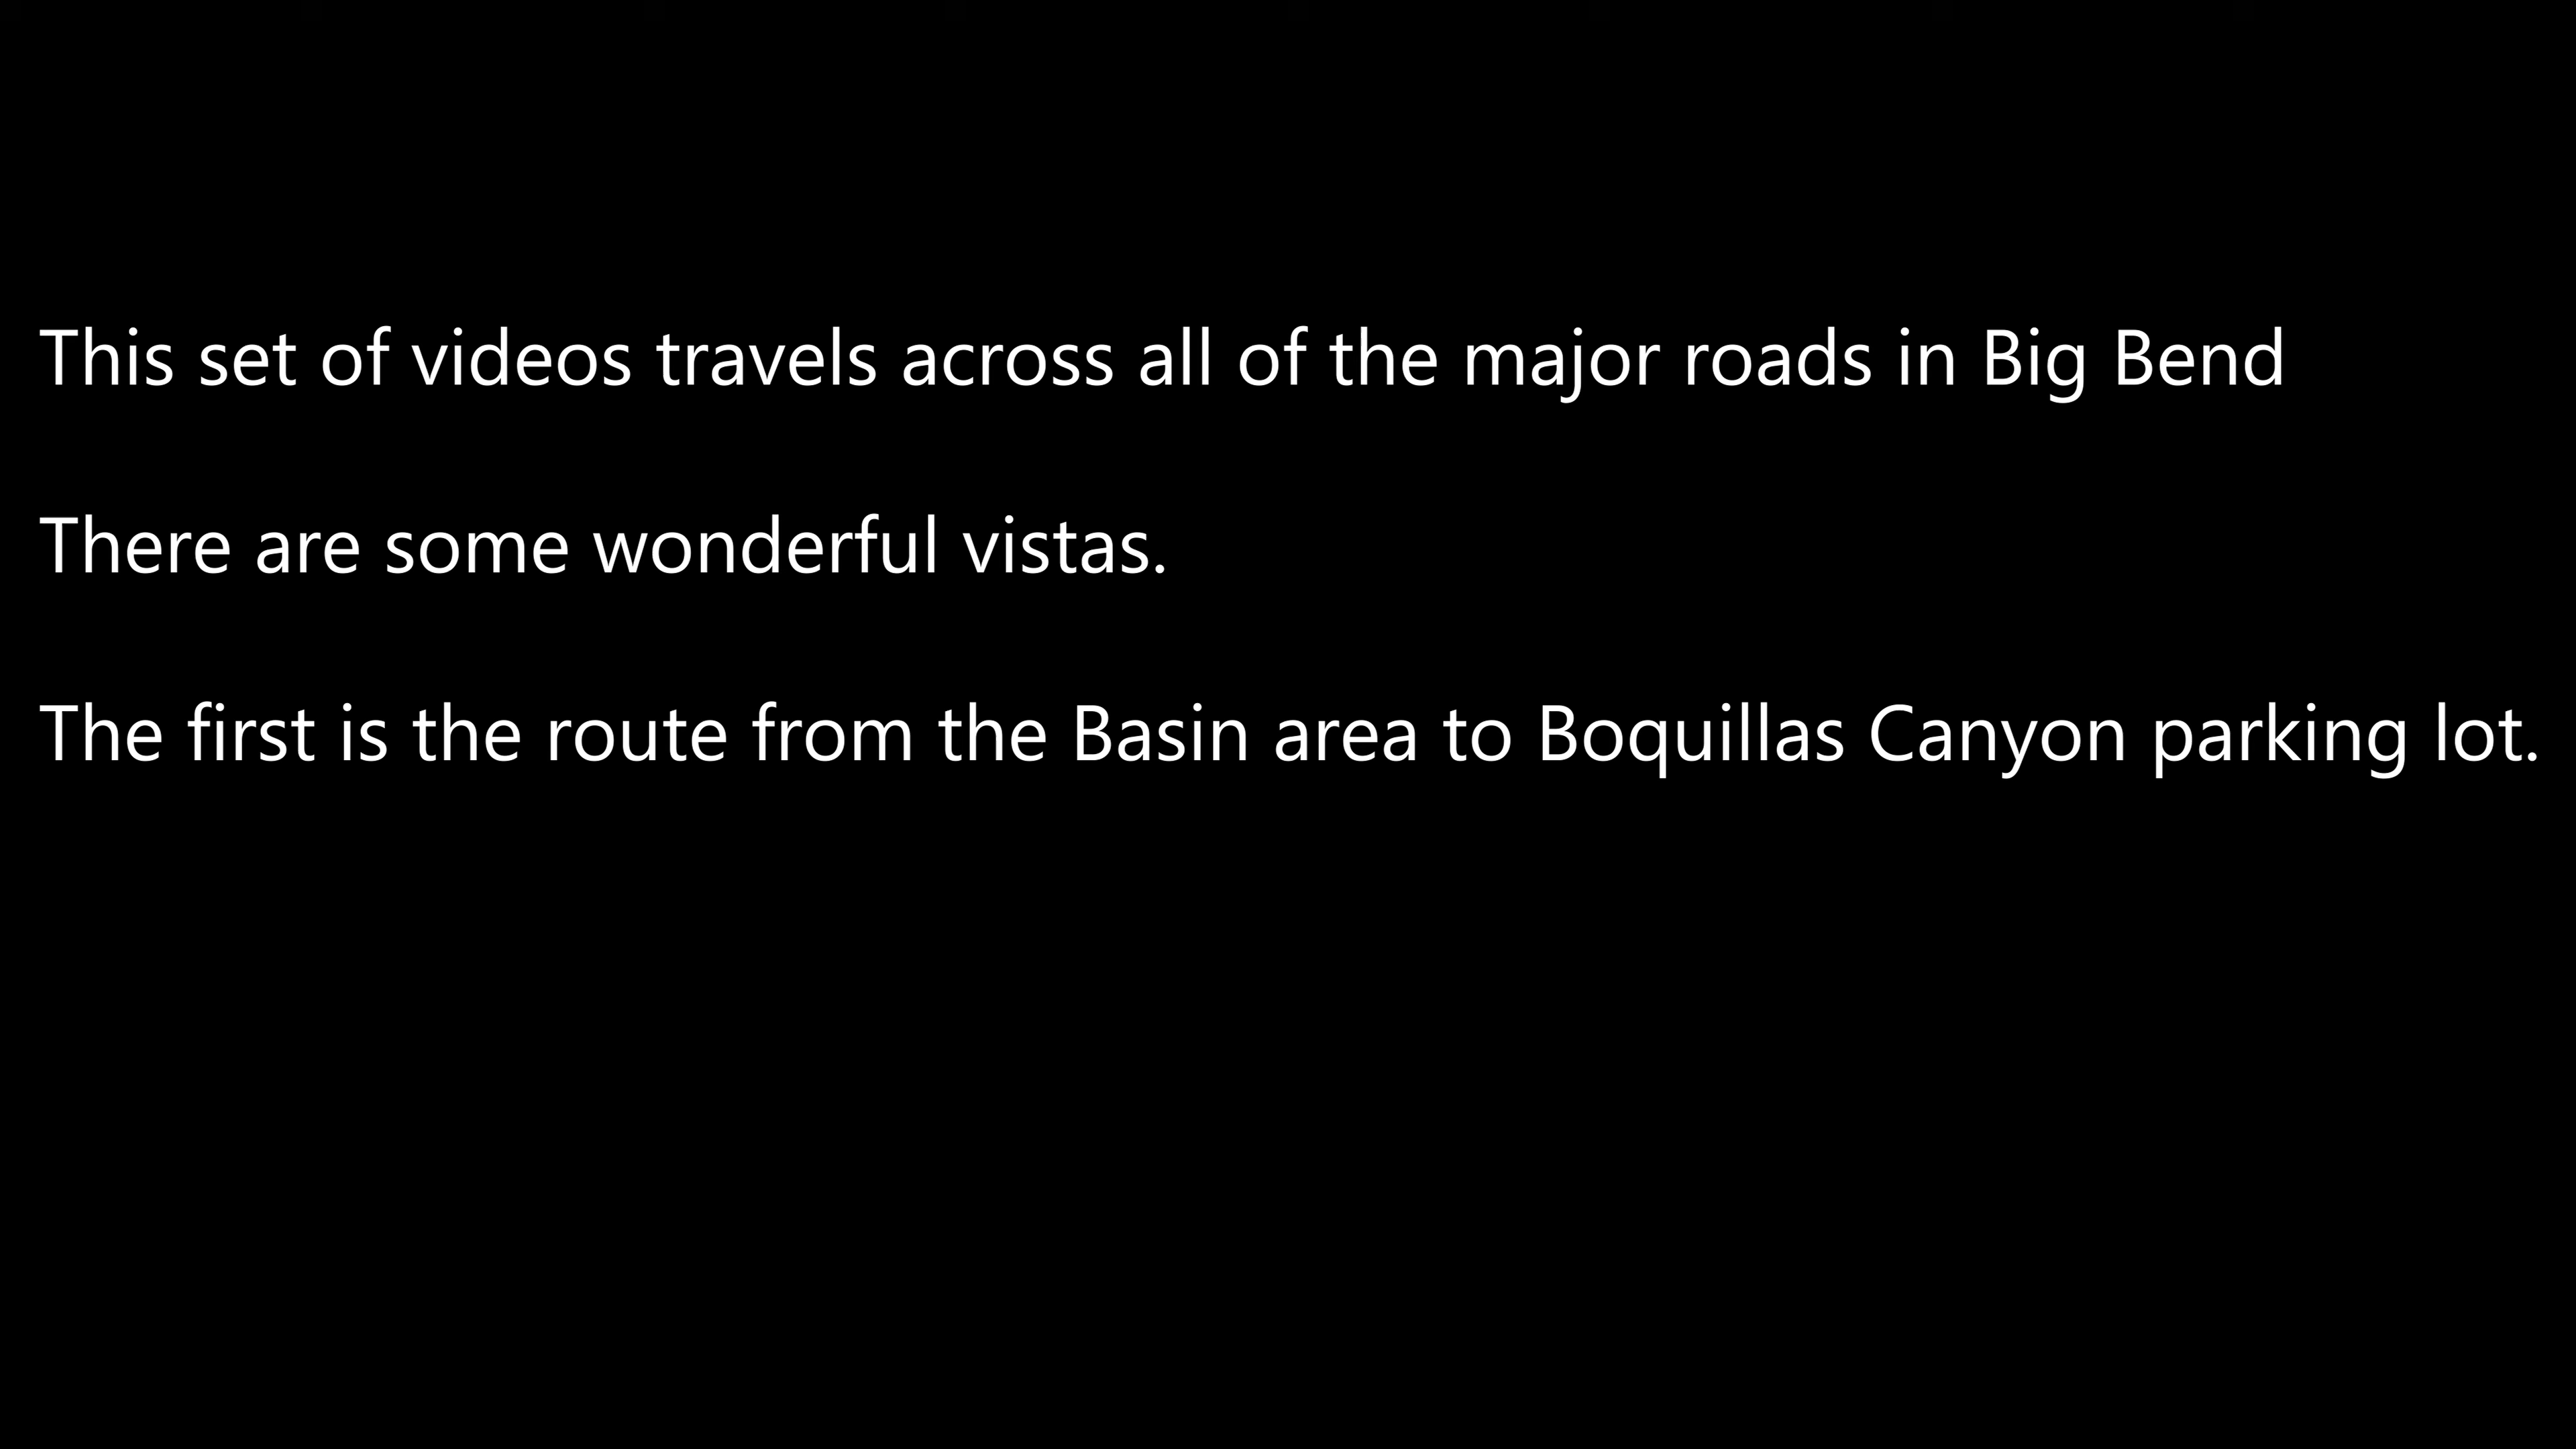 This set of videos travels across all of the major roads in Big Bend
There are some wonderful vistas.
The first is the route from the Basin area to Boquillas Canyon parking lot.